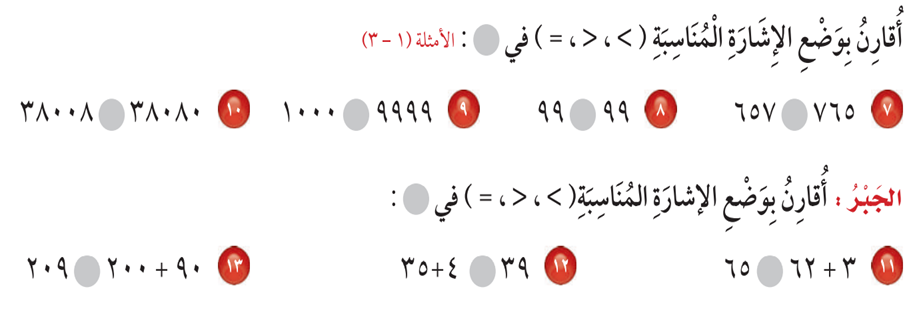 أُقارِنُ بِوَضْعِ الإِشَارَةِ الْمُنَاسِبَةِ ( > ، < ، = ) في ● : الأمثلة (١ – ٣)
٧ ٧٦٥ ● ٦٥٧ ٨ ٩٩ ● ٩٩ ٩ ٩٩٩٩ ● ١٠٠٠ ١٠ ٣٨٠٨٠ ● ٣٨٠٠٨
الجَبْرُ : أُقارِنُ بِوَضْعِ الإشارَةِ المُنَاسِبَةِ ( > ، < ، = ) في ● :
١١ ٣ + ٦٢ ● ٦٥ ١٢ ٣٩ ● ٤+٣٥ ١٣ ٩٠ + ٢٠٠ ● ٢٠٩